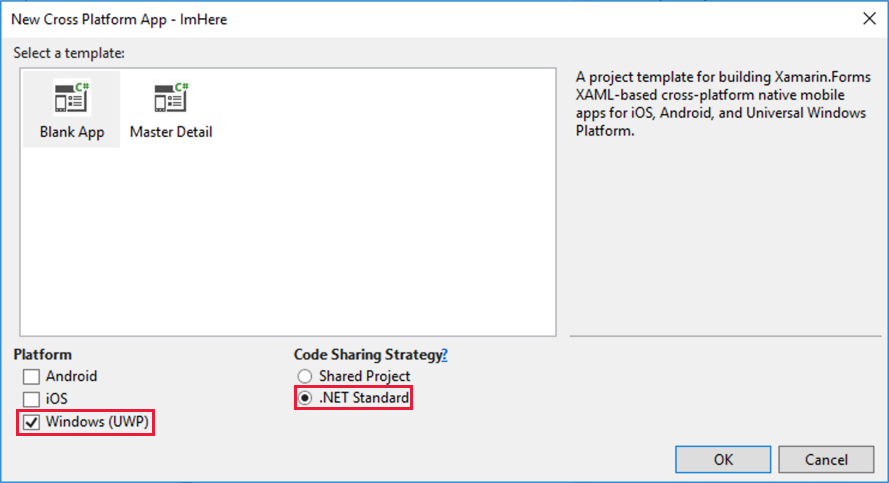 New Cross Platform App - ImHere
Select a template:
C#
Blank App
C#
Master Detail
A project template for building Xamarin.Forms
XAML-based cross-platform native mobile
apps for iOS, Android, and Universal Windows
Platform.
Platform
Android
iOS
Windows (UWP)
Code Sharing Strategy?
Shared Project
.NET Standard
OK
Cancel